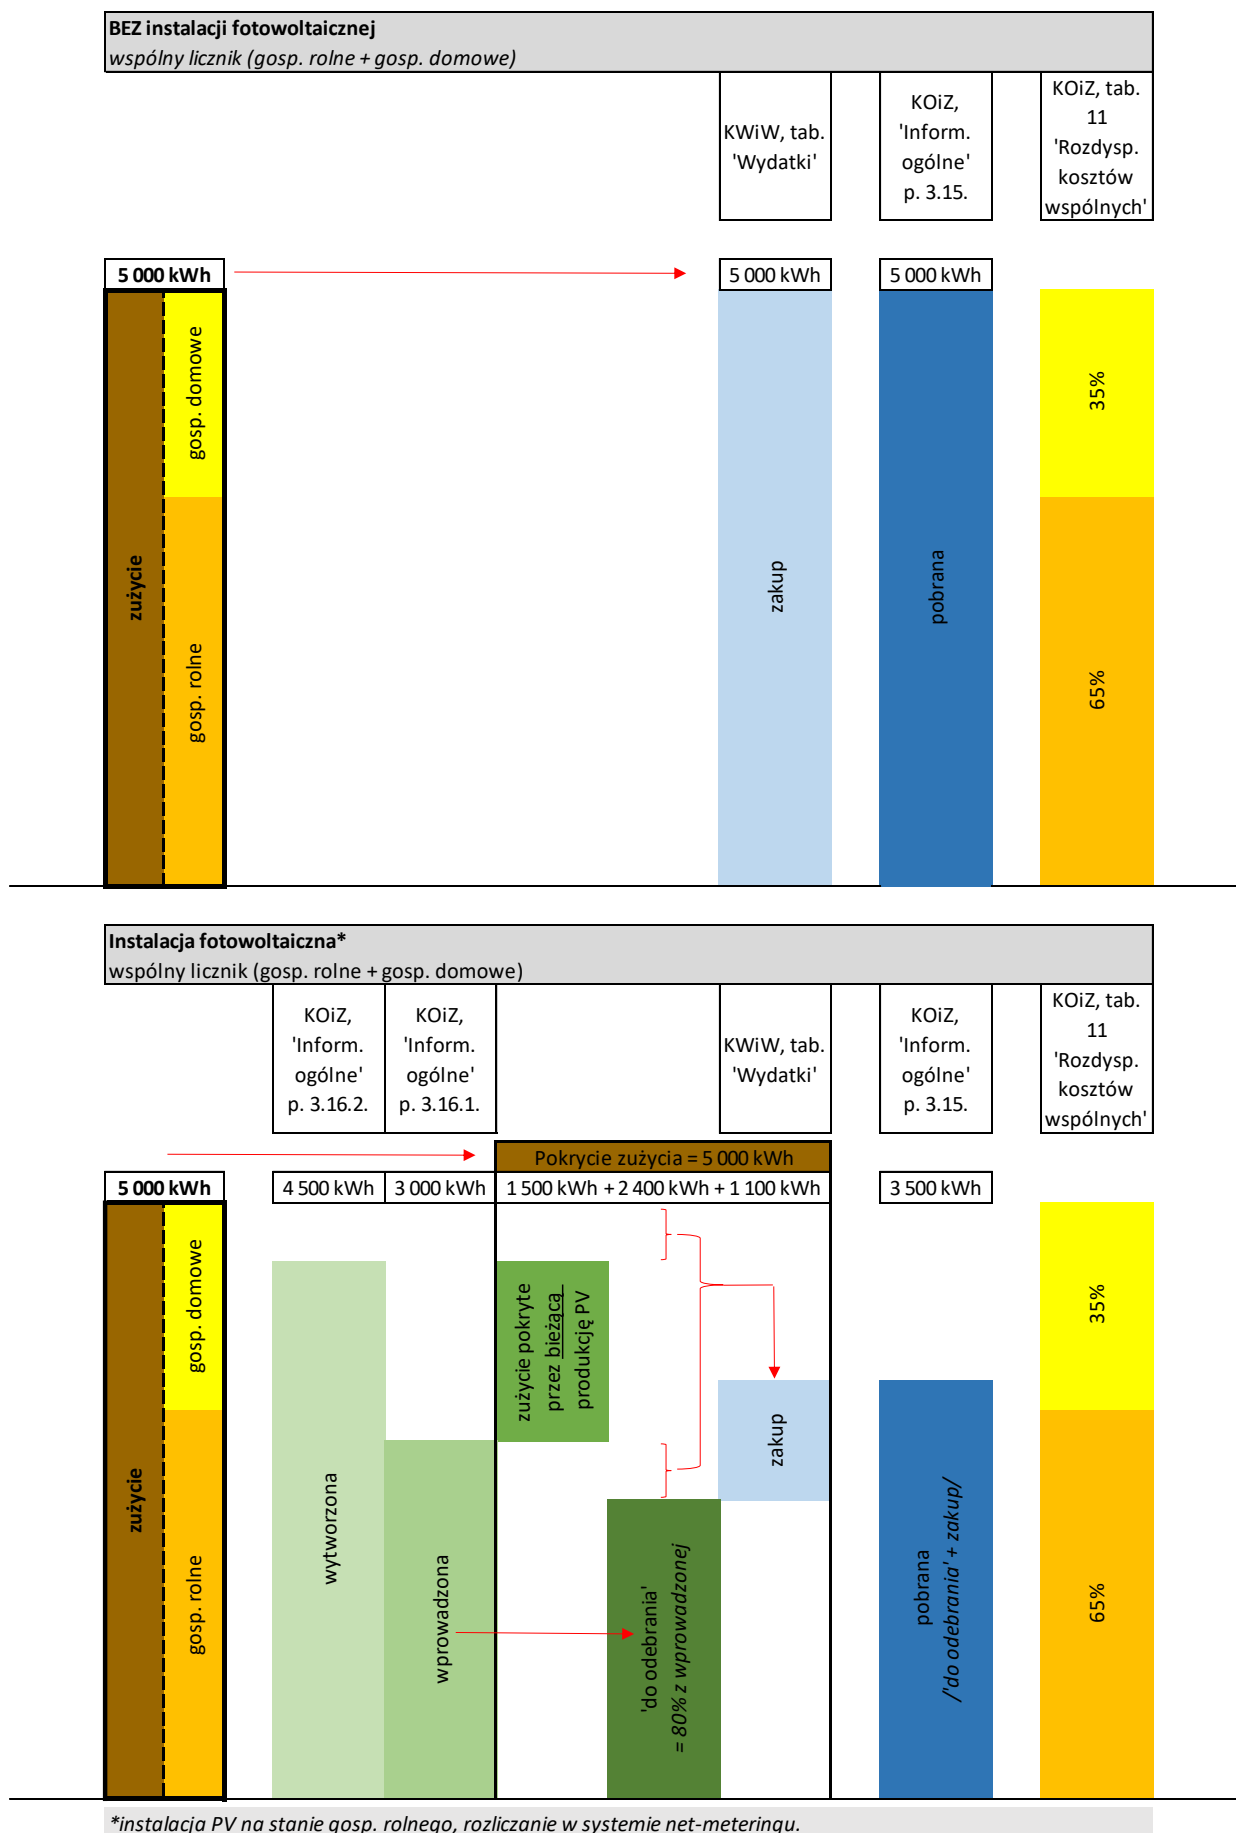 BEZ instalacji fotowoltaicznej
wspólny licznik (gosp. rolne + gosp. domowe)
KWiW, tab.
'Wydatki'
KOiZ,
'Inform.
ogólne'
p. 3.15.
KOiZ, tab.
11
'Rozdysp.
kosztów
wspólnych'
5 000 kWh
5 000 kWh
5 000 kWh
zużycie
gosp. domowe
gosp. rolne
zakup
pobrana
35%
65%
Instalacja fotowoltaiczna*
wspólny licznik (gosp. rolne + gosp. domowe)
KOiZ,
'Inform.
ogólne'
p. 3.16.2.
KOiZ,
'Inform.
ogólne'
p. 3.16.1.
KWiW, tab.
'Wydatki'
KOiZ,
'Inform.
ogólne'
p. 3.15.
KOiZ, tab.
11
'Rozdysp.
kosztów
wspólnych'
Pokrycie zużycia = 5 000 kWh
5 000 kWh
4 500 kWh
3 000 kWh
1 500 kWh + 2 400 kWh + 1 100 kWh
3 500 kWh
zużycie
gosp. domowe
gosp. rolne
wytworzona
wprowadzona
zużycie pokryte
przez bieżącą
produkcję PV
'do odebrania'
= 80% z wprowadzonej
zakup
pobrana
/'do odebrania' + zakup/
35%
65%
*instalacja PV na stanie gosp. rolnego, rozliczanie w systemie net-meteringu.